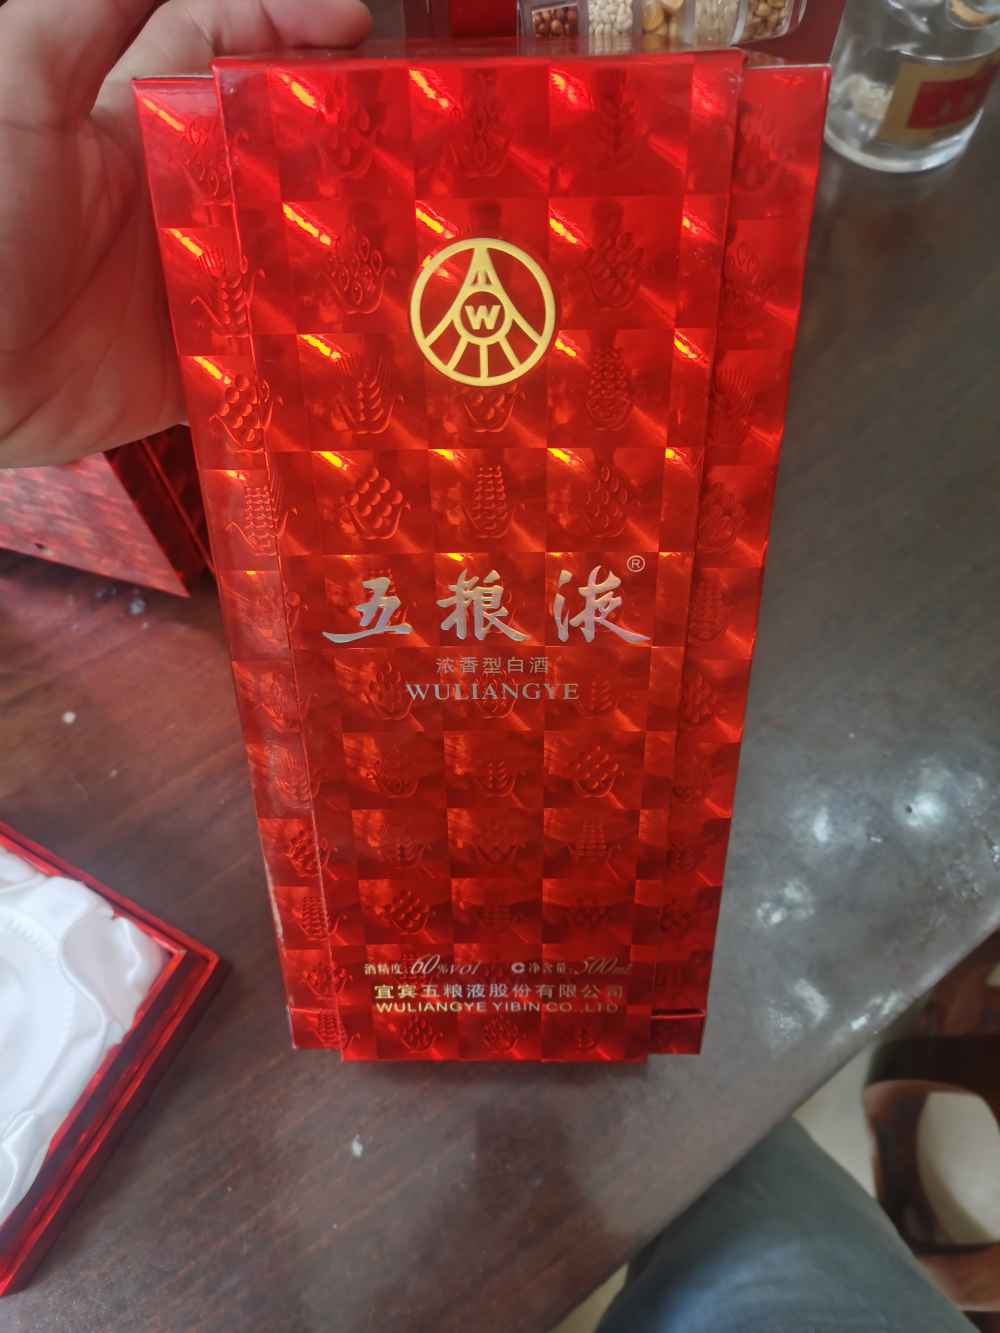 W
五粮液®
浓香型白酒
WULIANGYE
酒精度:60%vol 净含量:500mL
宜宾五粮液股份有限公司
WULIANGYE YIBIN CO.,LTD.